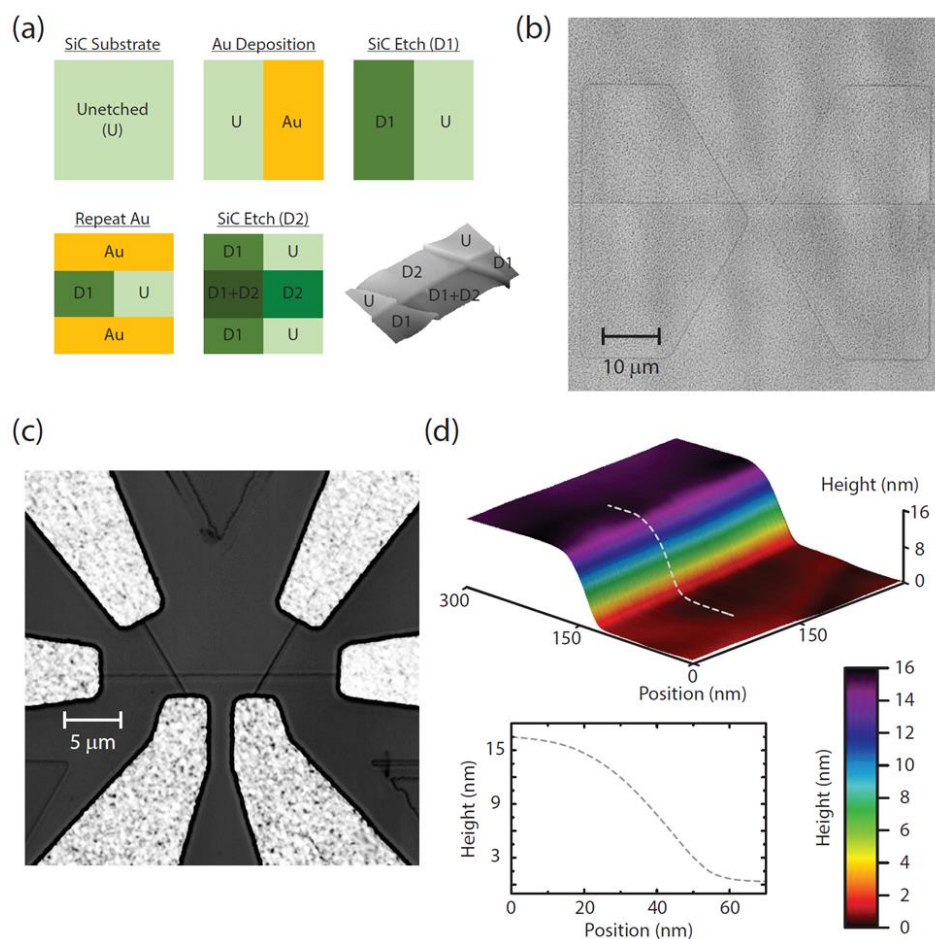 (a)
SiC Substrate
Au Deposition
SiC Etch (D1)
Unetched
(U)
U
Au
D1
U
Repeat Au
SiC Etch (D2)
Au
D1
U
Au
D1
U
D1+D2
D2
D1
U
U
D2
D1
U
D1+D2
D1
(b)
10 μm
(c)
5 μm
(d)
Height (nm)
16
8
0
300
150
0
150
Position (nm)
15
9
3
Height (nm)
0
20
40
60
Position (nm)
16
14
12
10
8
6
4
2
0
Height (nm)